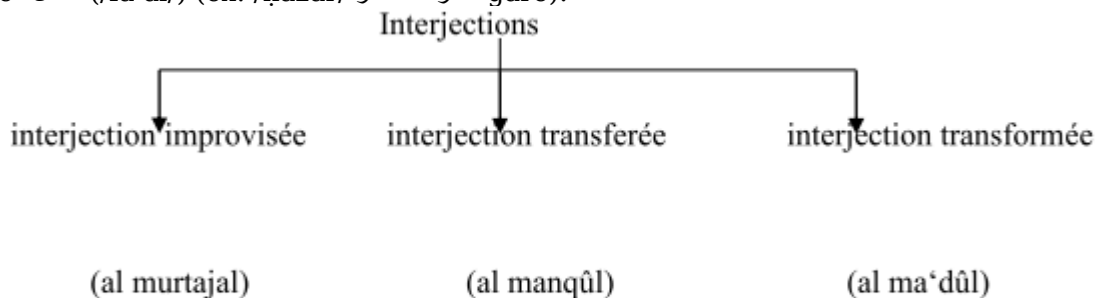 Interjections
interjection improvisée interjection transferée interjection transformée
(al murtajal) (al manqûl) (al ma‘dûl)